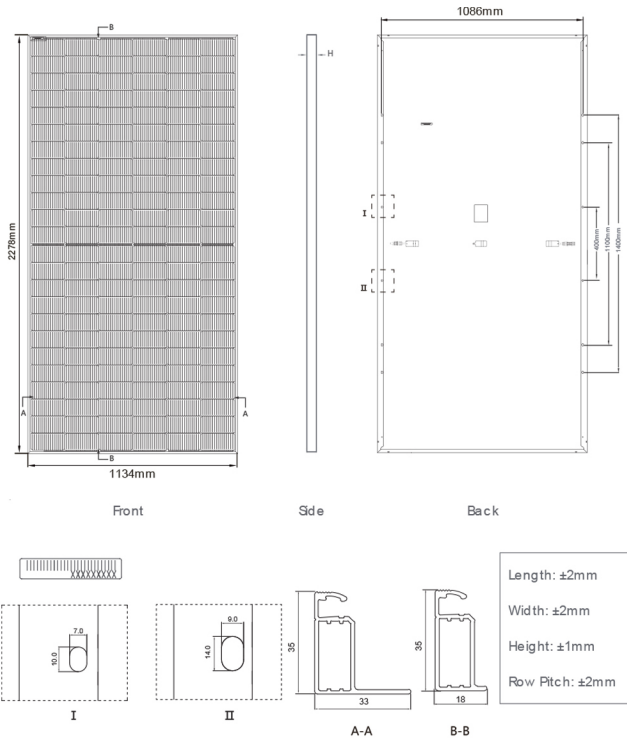 1086mm
B
H
2278mm
I
II
400mm
1100mm
1400mm
A
A
B
1134mm
Front
Side
Back
Length: ±2mm
Width: ±2mm
Height: ±1mm
Row Pitch: ±2mm
7.0
10.0
I
9.0
14.0
II
35
33
A-A
35
18
B-B